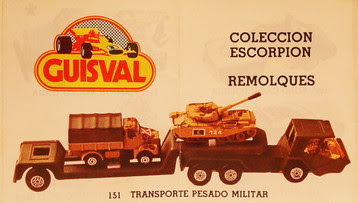 GUISVAL
COLECCION
ESCORPION
REMOLQUES
124
151 TRANSPORTE PESADO MILITAR